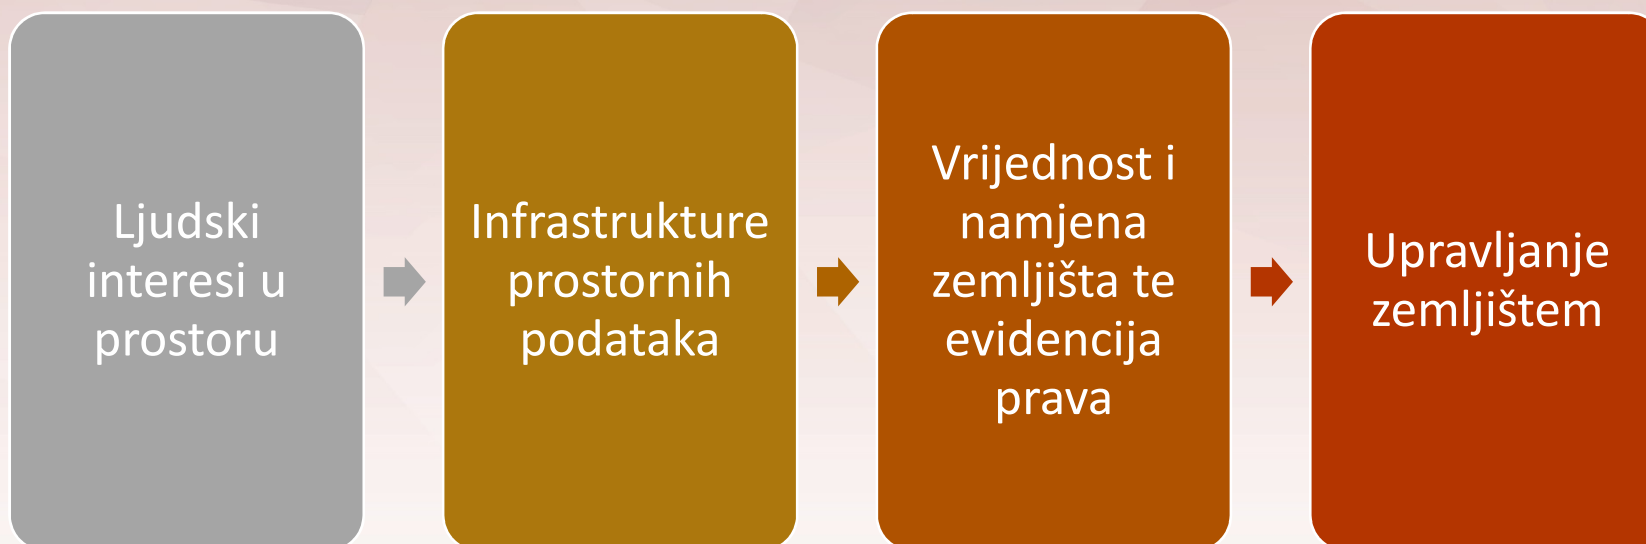 Ljudski
interesi u
prostoru
Infrastrukture
prostornih
podataka
Vrijednost i
namjena
zemljišta te
evidencija
prava
Upravljanje
zemljištem